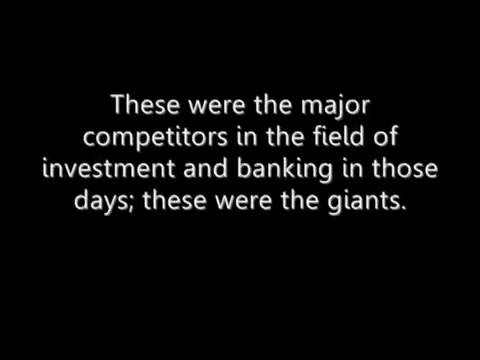 These were the major
competitors in the field of
investment and banking in those
days; these were the giants.